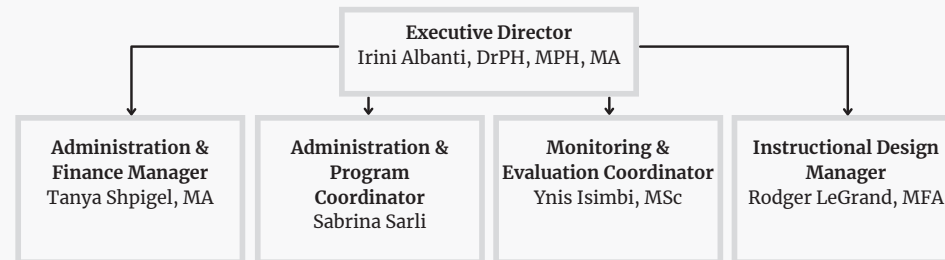 Executive Director
Irini Albanti, DrPH, MPH, MA
Administration &
Finance Manager
Tanya Shpigel, MA
Administration &
Program
Coordinator
Sabrina Sarli
Monitoring &
Evaluation Coordinator
Ynis Isimbi, MSc
Instructional Design
Manager
Rodger LeGrand, MFA